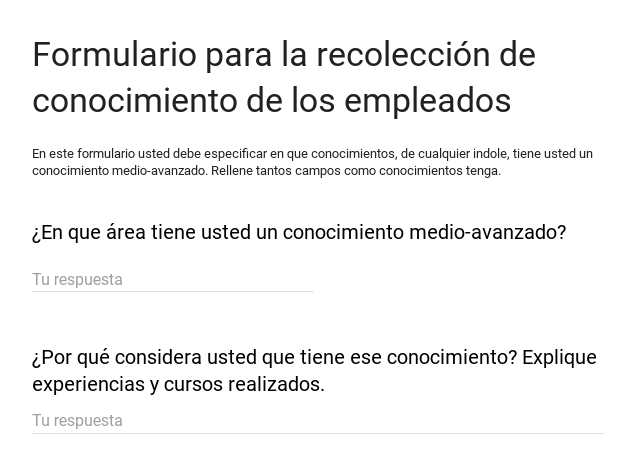 Formulario para la recolección de
conocimiento de los empleados
En este formulario usted debe especificar en que conocimientos, de cualquier indole, tiene usted un
conocimiento medio-avanzado. Rellene tantos campos como conocimientos tenga.
¿En que área tiene usted un conocimiento medio-avanzado?
Tu respuesta
¿Por qué considera usted que tiene ese conocimiento? Explique
experiencias y cursos realizados.
Tu respuesta